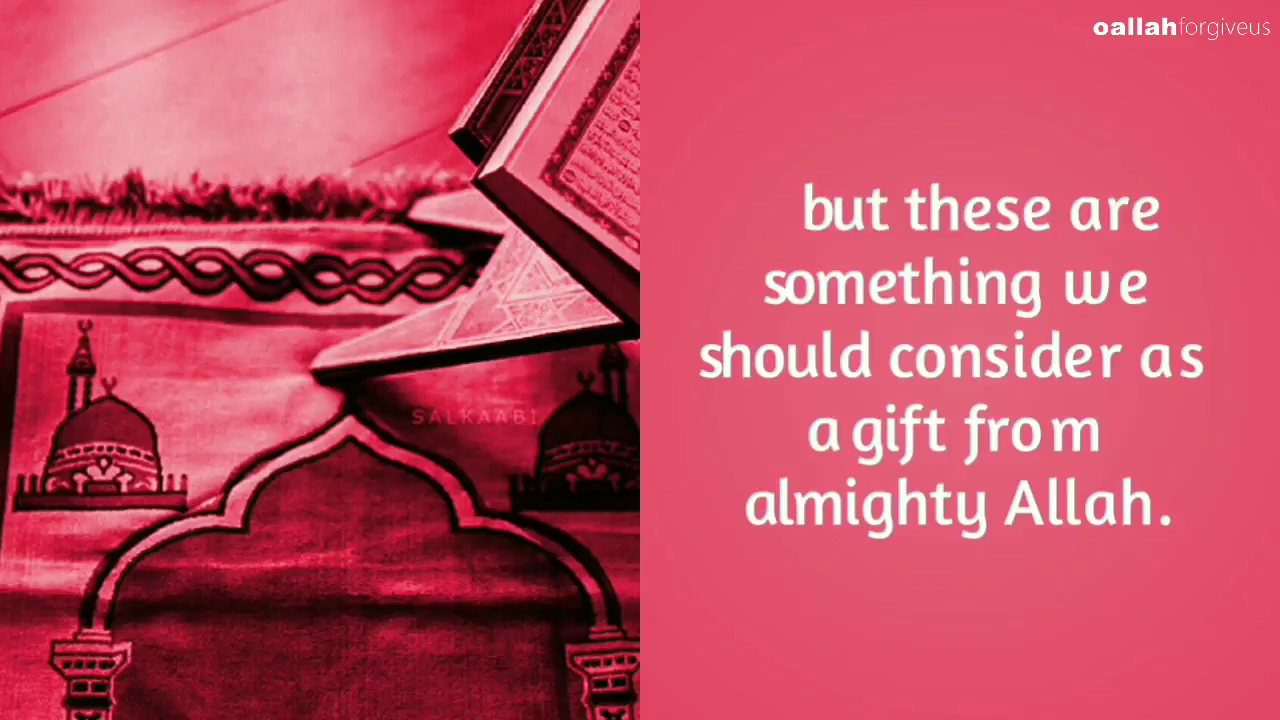 oallahforgiveus
but these are
something we
should consider as
a gift from
almighty Allah.
SALKAABI